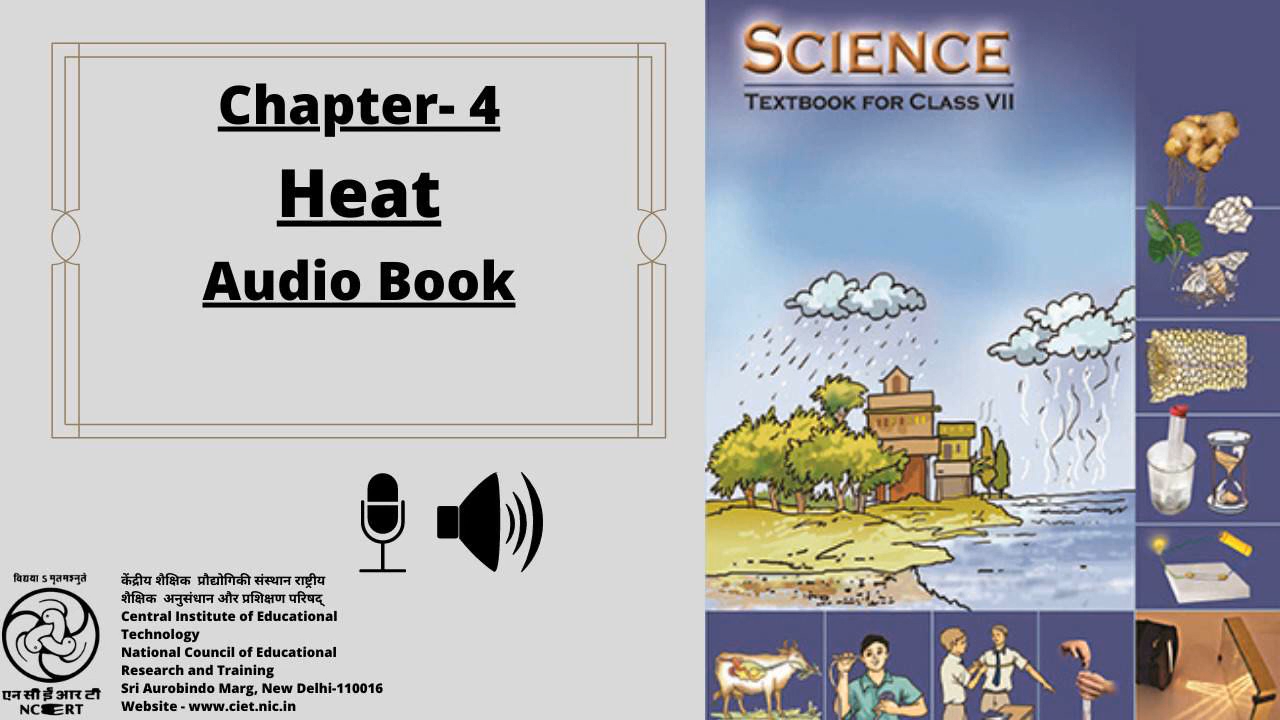 Chapter- 4
Heat
Audio Book
SCIENCE
TEXTBOOK FOR CLASS VII
विद्यया ऽ मृतमश्नुते
एन सी ई आर टी
NCERT
केंद्रीय शैक्षिक प्रौद्योगिकी संस्थान राष्ट्रीय
शैक्षिक अनुसंधान और प्रशिक्षण परिषद्
Central Institute of Educational
Technology
National Council of Educational
Research and Training
Sri Aurobindo Marg, New Delhi-110016
Website - www.ciet.nic.in